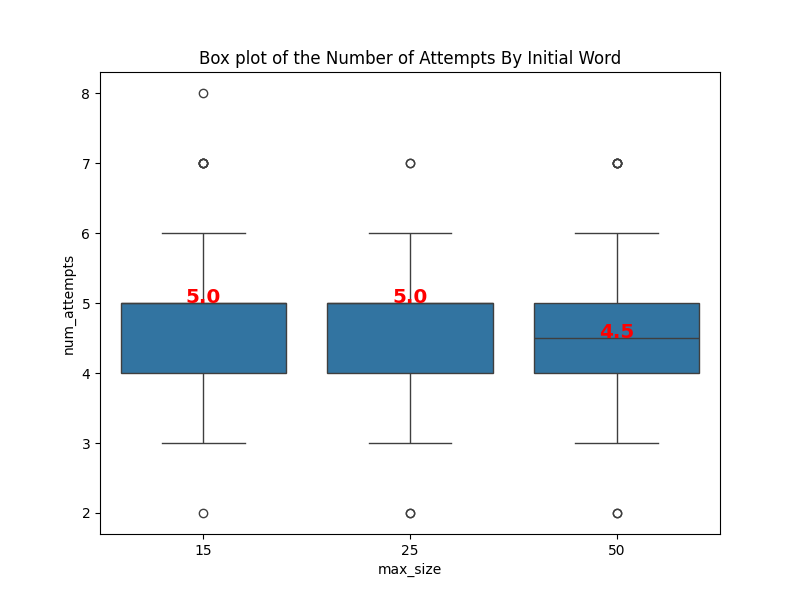 Box plot of the Number of Attempts By Initial Word
num_attempts
8
7
6
5
4
3
2
5.0
5.0
4.5
15 25 50
max_size